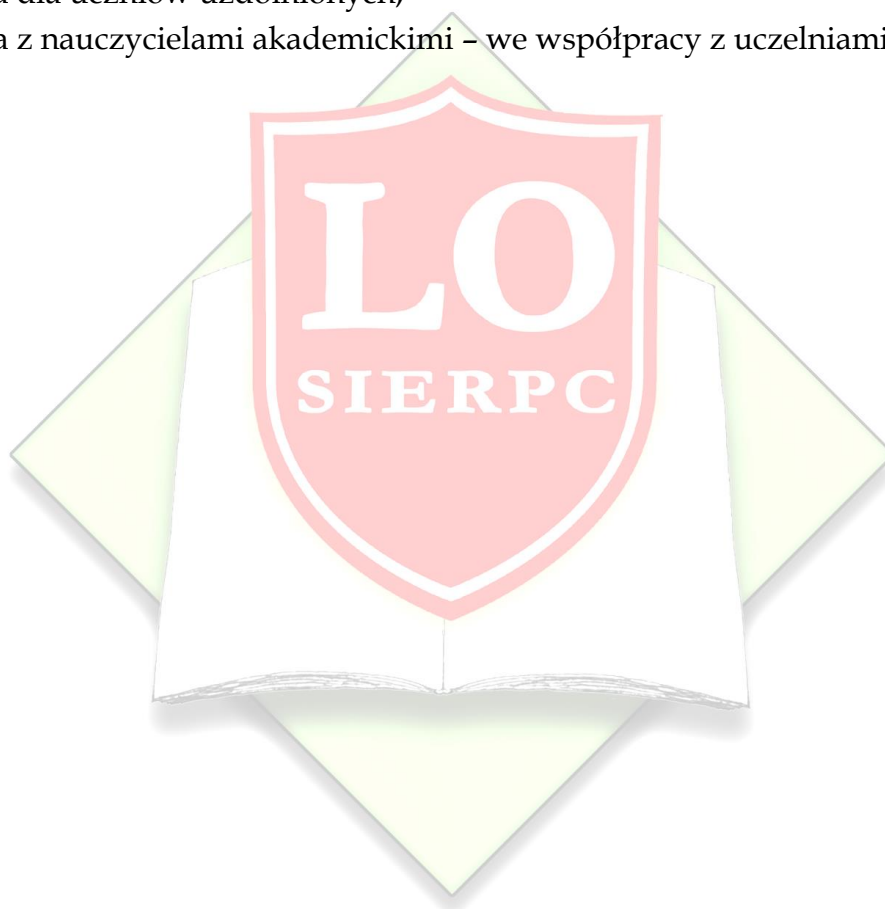 dla uczniów uzdolnionych,
a z nauczycielami akademickimi – we współpracy z uczelniami
LO
SIERPC